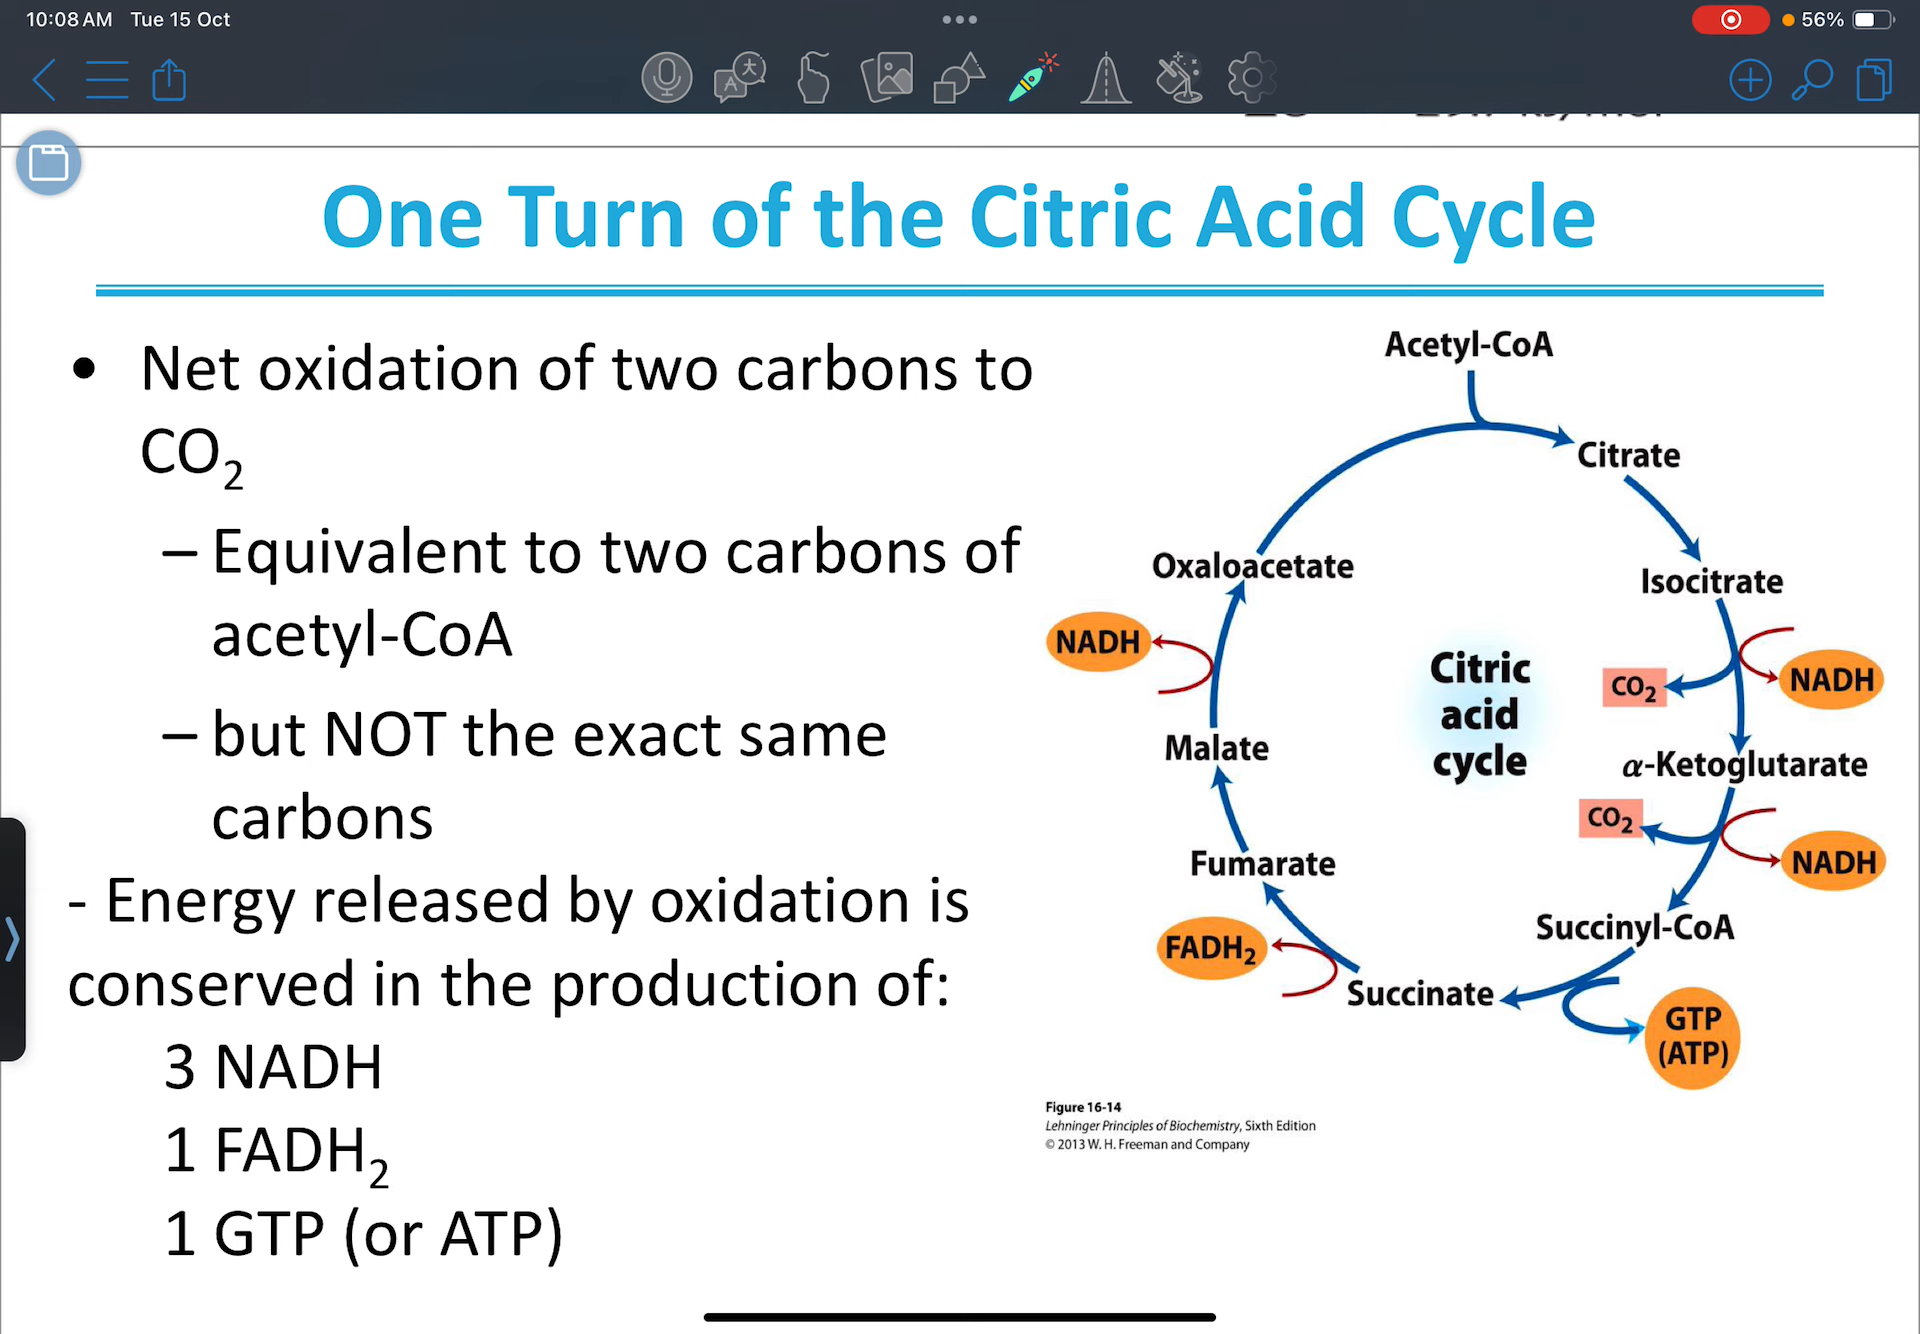 10:08 AM Tue 15 Oct
56%
One Turn of the Citric Acid Cycle
• Net oxidation of two carbons to
CO₂
– Equivalent to two carbons of
acetyl-CoA
– but NOT the exact same
carbons
- Energy released by oxidation is
conserved in the production of:
3 NADH
1 FADH₂
1 GTP (or ATP)
Acetyl-CoA
Citrate
Oxaloacetate
Isocitrate
NADH
Citric
acid
cycle
CO₂
NADH
Malate
α-Ketoglutarate
CO₂
NADH
Fumarate
Succinyl-CoA
FADH₂
Succinate
GTP
(ATP)
Figure 16-14
Lehninger Principles of Biochemistry, Sixth Edition
© 2013 W. H. Freeman and Company